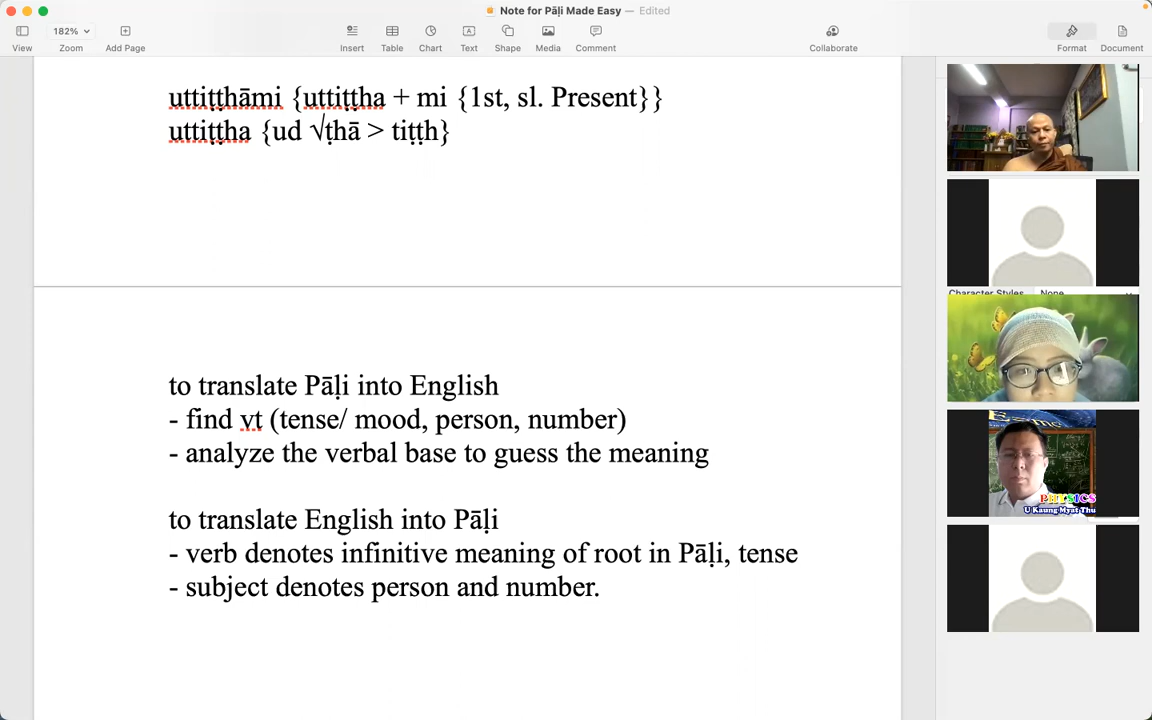 Note for Pāḷi Made Easy — Edited
182%
View
Zoom
Add Page
Insert
Table
Chart
Text
Shape
Media
Comment
Collaborate
Format
Document
uttiṭṭhāmi {uttiṭṭha + mi {1st, sl. Present}}
uttiṭṭha {ud √ṭhā > tiṭṭh}
to translate Pāḷi into English
- find vt (tense/ mood, person, number)
- analyze the verbal base to guess the meaning
to translate English into Pāḷi
- verb denotes infinitive meaning of root in Pāḷi, tense
- subject denotes person and number.
Character Styles None
PHYSICS
U Kaung Myat Thu